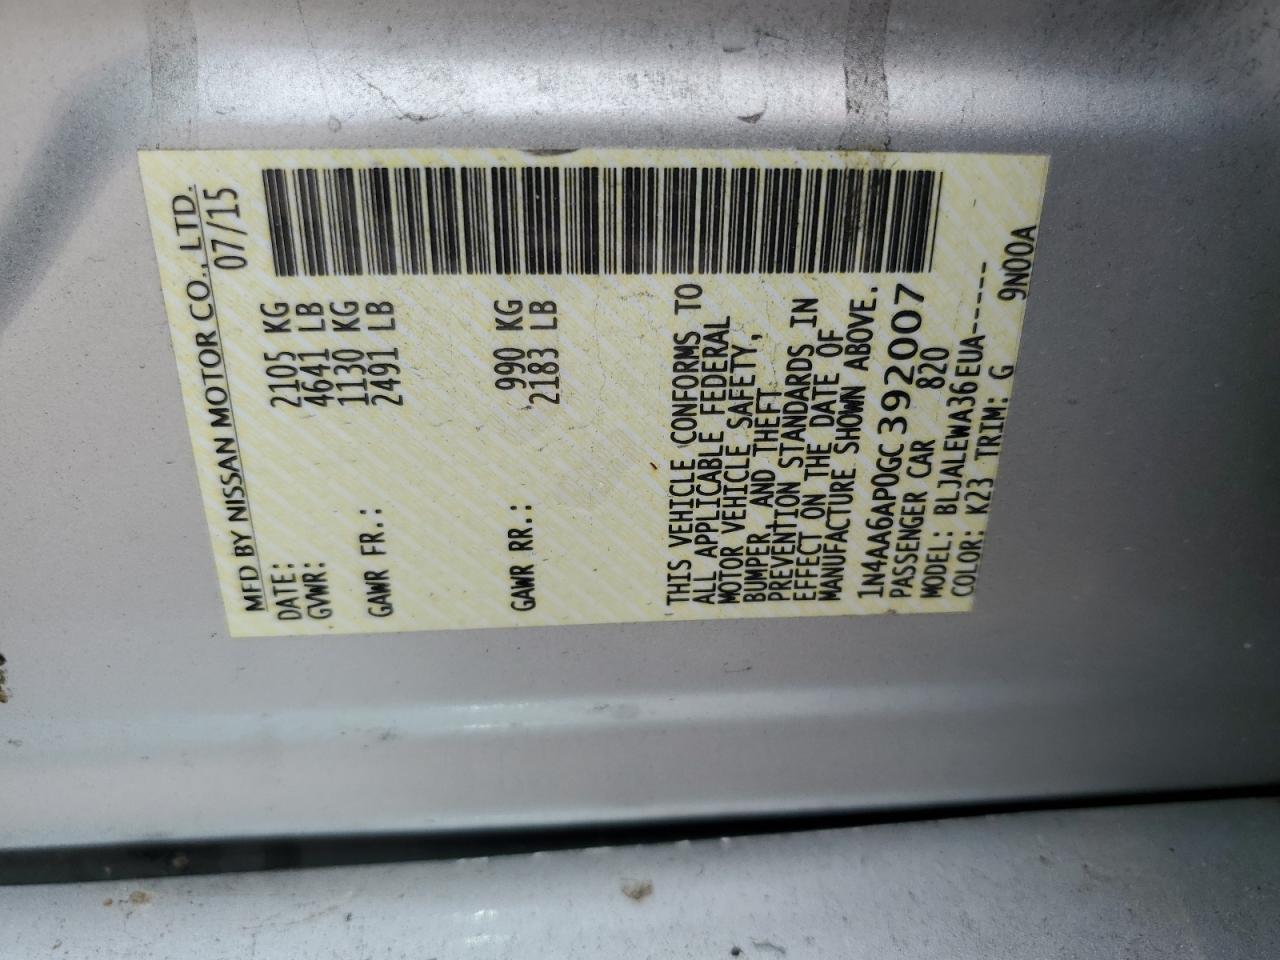 MFD BY NISSAN MOTOR CO., LTD.
DATE: 07/15
GVWR: 2105 KG
4641 LB
GAWR FR.: 1130 KG
2491 LB
GAWR RR.: 990 KG
2183 LB
THIS VEHICLE CONFORMS TO
ALL APPLICABLE FEDERAL
MOTOR VEHICLE SAFETY,
BUMPER, AND THEFT
PREVENTION STANDARDS IN
EFFECT ON THE DATE OF
MANUFACTURE SHOWN ABOVE.
1N4AA6AP0GC392007
PASSENGER CAR 820
MODEL: BLJALEWA36EUA-----
COLOR: K23 TRIM: G 9N00A